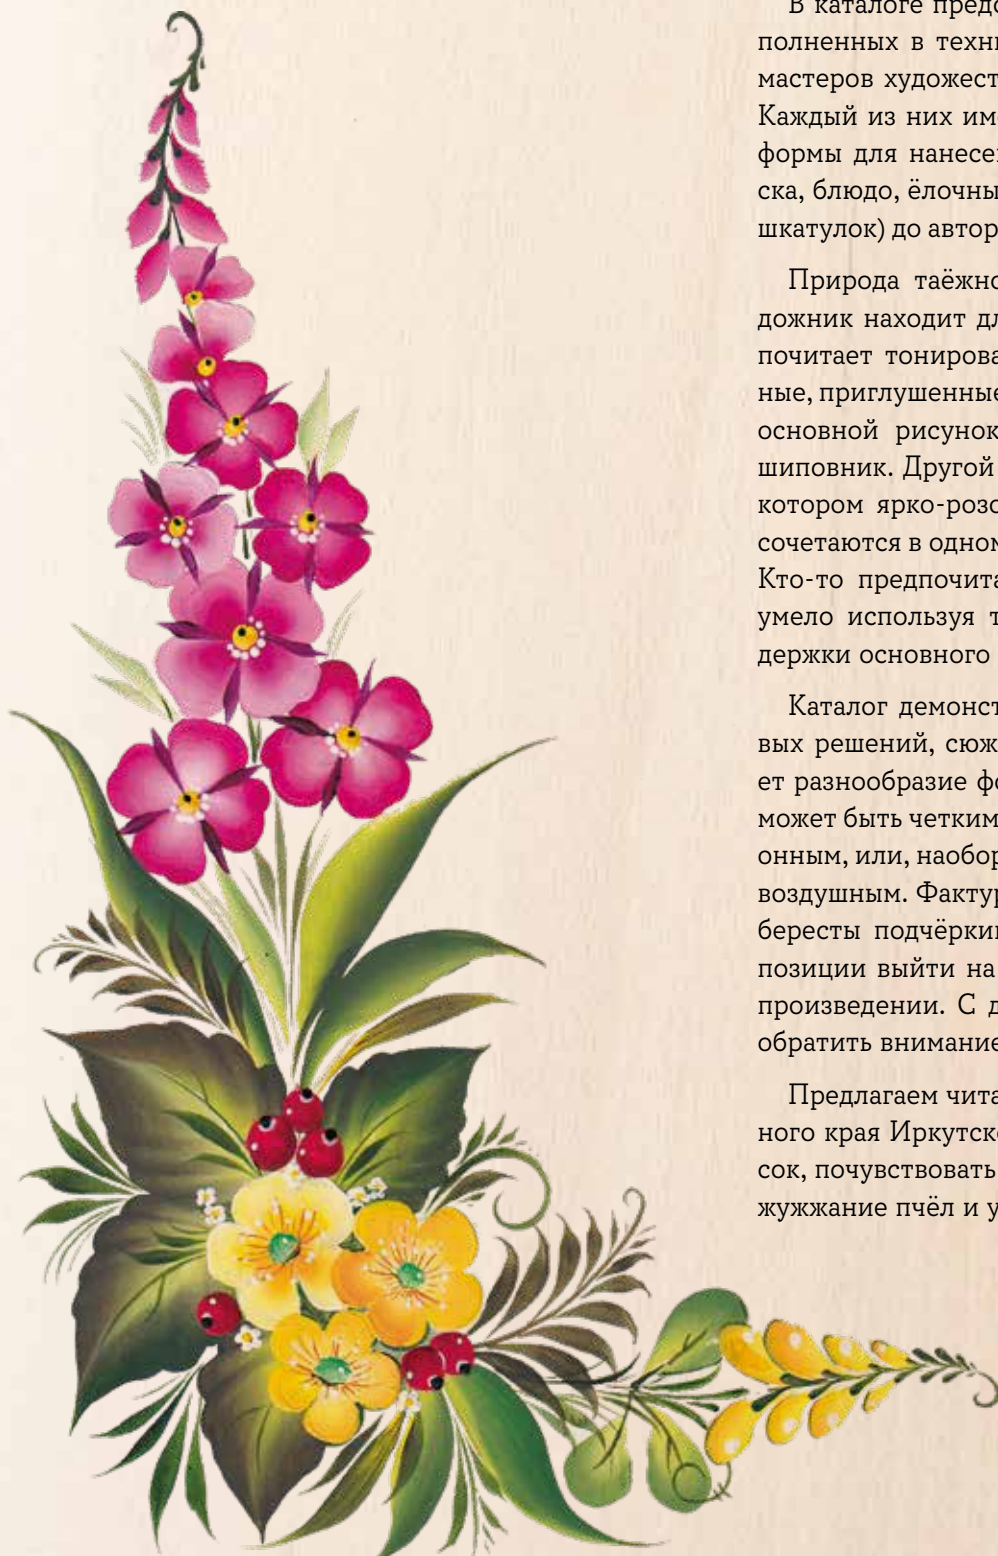 В каталоге предс
полненных в техни
мастеров художест
Каждый из них им
формы для нанесе
ска, блюдо, ёлочны
шкатулок) до автор
Природа таёжно
дожник находит дл
почитает тонирова
ные, приглушенные
основной рисунок
шиповник. Другой
котором ярко-розо
сочетаются в одном
Кто-то предпочита
умело используя т
держки основного
Каталог демонст
вых решений, сюж
ет разнообразие фо
может быть четким
онным, или, наобор
воздушным. Фактур
бересты подчёрки
позиции выйти на
произведении. С д
обратить внимание
Предлагаем чита
ного края Иркутск
сок, почувствовать
жужжание пчёл и у